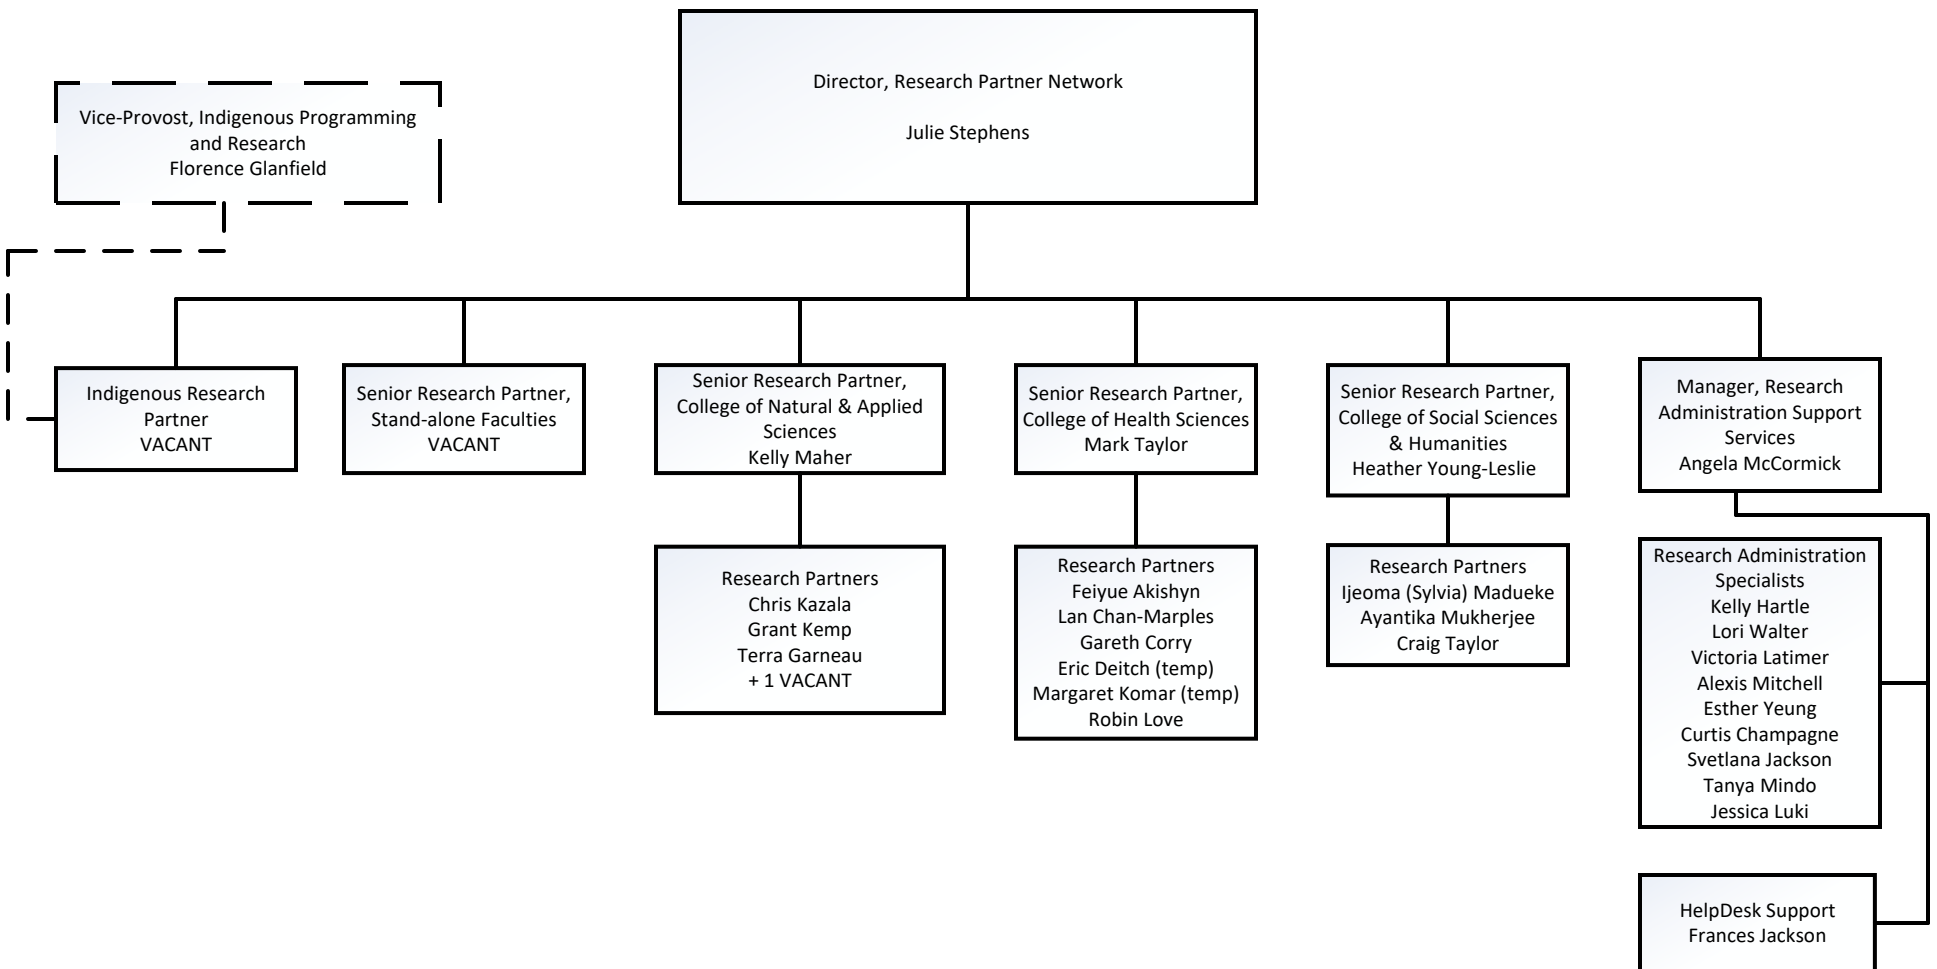 Director, Research Partner Network
Julie Stephens
Vice-Provost, Indigenous Programming
and Research
Florence Glanfield
Indigenous Research
Partner
VACANT
Senior Research Partner,
Stand-alone Faculties
VACANT
Senior Research Partner,
College of Natural & Applied
Sciences
Kelly Maher
Senior Research Partner,
College of Health Sciences
Mark Taylor
Senior Research Partner,
College of Social Sciences
& Humanities
Heather Young-Leslie
Manager, Research
Administration Support
Services
Angela McCormick
Research Partners
Chris Kazala
Grant Kemp
Terra Garneau
+ 1 VACANT
Research Partners
Feiyue Akishyn
Lan Chan-Marples
Gareth Corry
Eric Deitch (temp)
Margaret Komar (temp)
Robin Love
Research Partners
Ijeoma (Sylvia) Madueke
Ayantika Mukherjee
Craig Taylor
Research Administration
Specialists
Kelly Hartle
Lori Walter
Victoria Latimer
Alexis Mitchell
Esther Yeung
Curtis Champagne
Svetlana Jackson
Tanya Mindo
Jessica Luki
HelpDesk Support
Frances Jackson